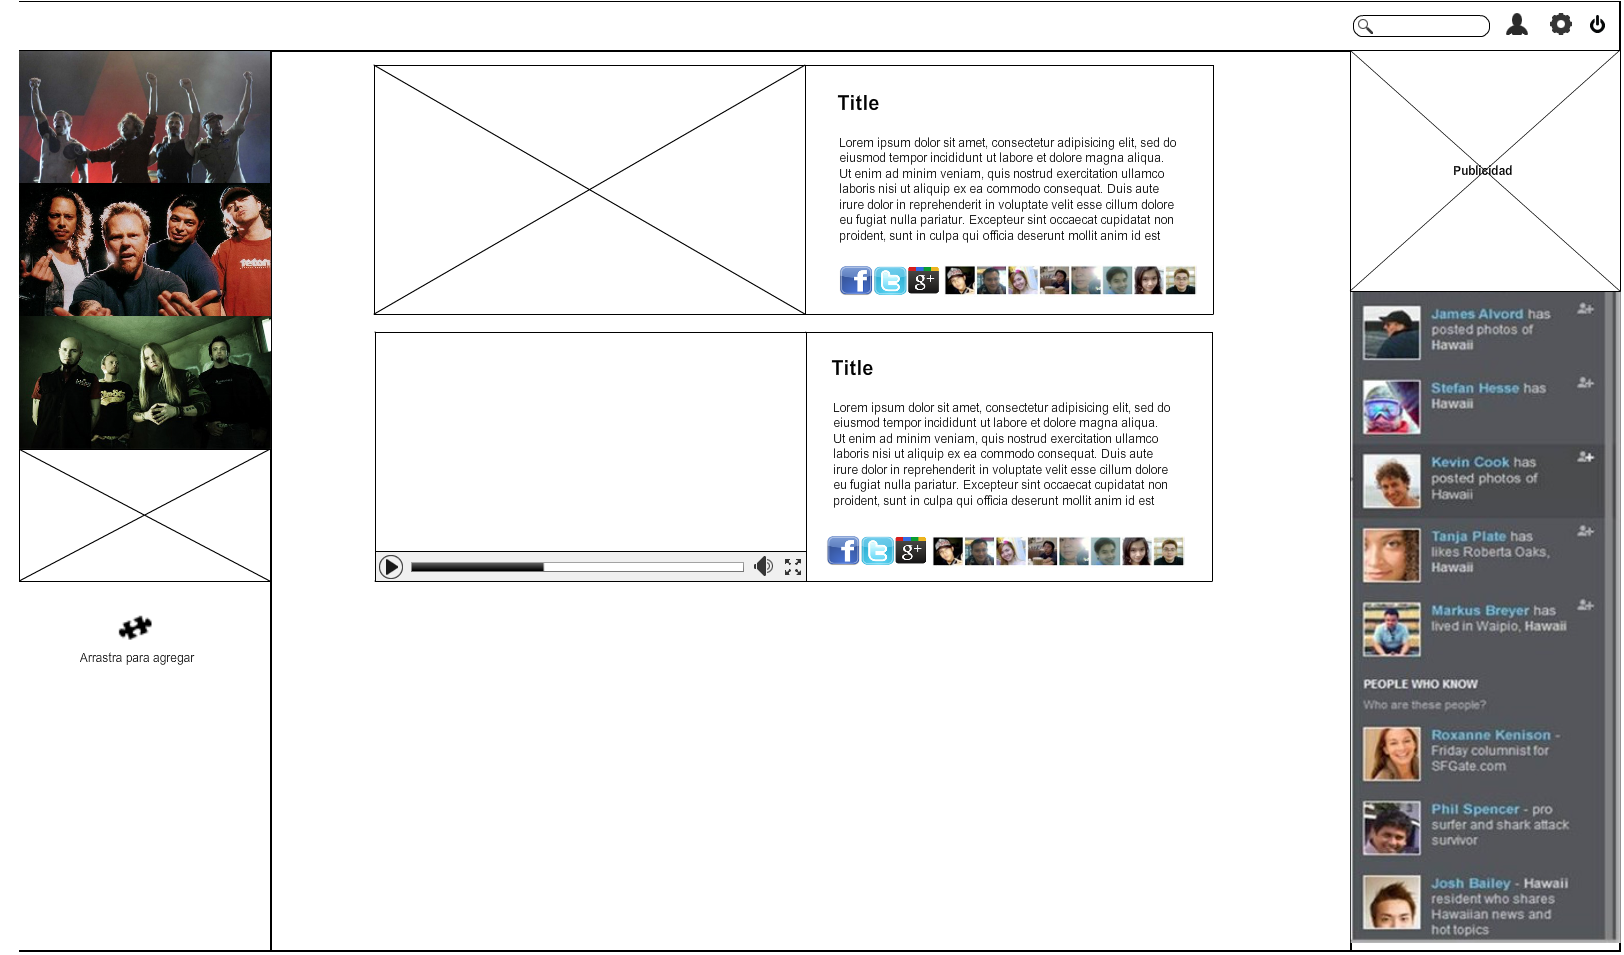 Title
Lorem ipsum dolor sit amet, consectetur adipisicing elit, sed do
eiusmod tempor incididunt ut labore et dolore magna aliqua.
Ut enim ad minim veniam, quis nostrud exercitation ullamco
laboris nisi ut aliquip ex ea commodo consequat. Duis aute
irure dolor in reprehenderit in voluptate velit esse cillum dolore
eu fugiat nulla pariatur. Excepteur sint occaecat cupidatat non
proident, sunt in culpa qui officia deserunt mollit anim id est
f
t
g+
Title
Lorem ipsum dolor sit amet, consectetur adipisicing elit, sed do
eiusmod tempor incididunt ut labore et dolore magna aliqua.
Ut enim ad minim veniam, quis nostrud exercitation ullamco
laboris nisi ut aliquip ex ea commodo consequat. Duis aute
irure dolor in reprehenderit in voluptate velit esse cillum dolore
eu fugiat nulla pariatur. Excepteur sint occaecat cupidatat non
proident, sunt in culpa qui officia deserunt mollit anim id est
f
t
g+
Arrastra para agregar
Publicidad
James Alvord has
posted photos of
Hawaii
Stefan Hesse has
Hawaii
Kevin Cook has
posted photos of
Hawaii
Tanja Plate has
likes Roberta Oaks,
Hawaii
Markus Breyer has
lived in Waipio, Hawaii
PEOPLE WHO KNOW
Who are these people?
Roxanne Kenison -
Friday columnist for
SFGate.com
Phil Spencer - pro
surfer and shark attack
survivor
Josh Bailey - Hawaii
resident who shares
Hawaiian news and
hot topics